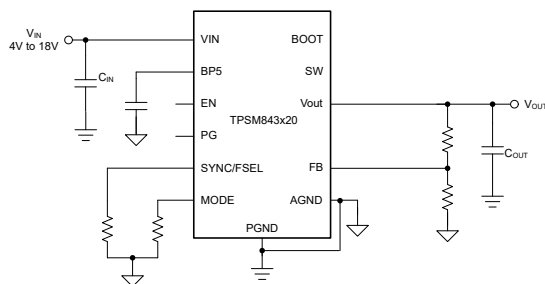 VIN
4V to 18V
CIN
VIN
BP5
EN
PG
SYNC/FSEL
MODE
BOOT
SW
Vout
TPSM843x20
FB
AGND
PGND
VOUT
COUT